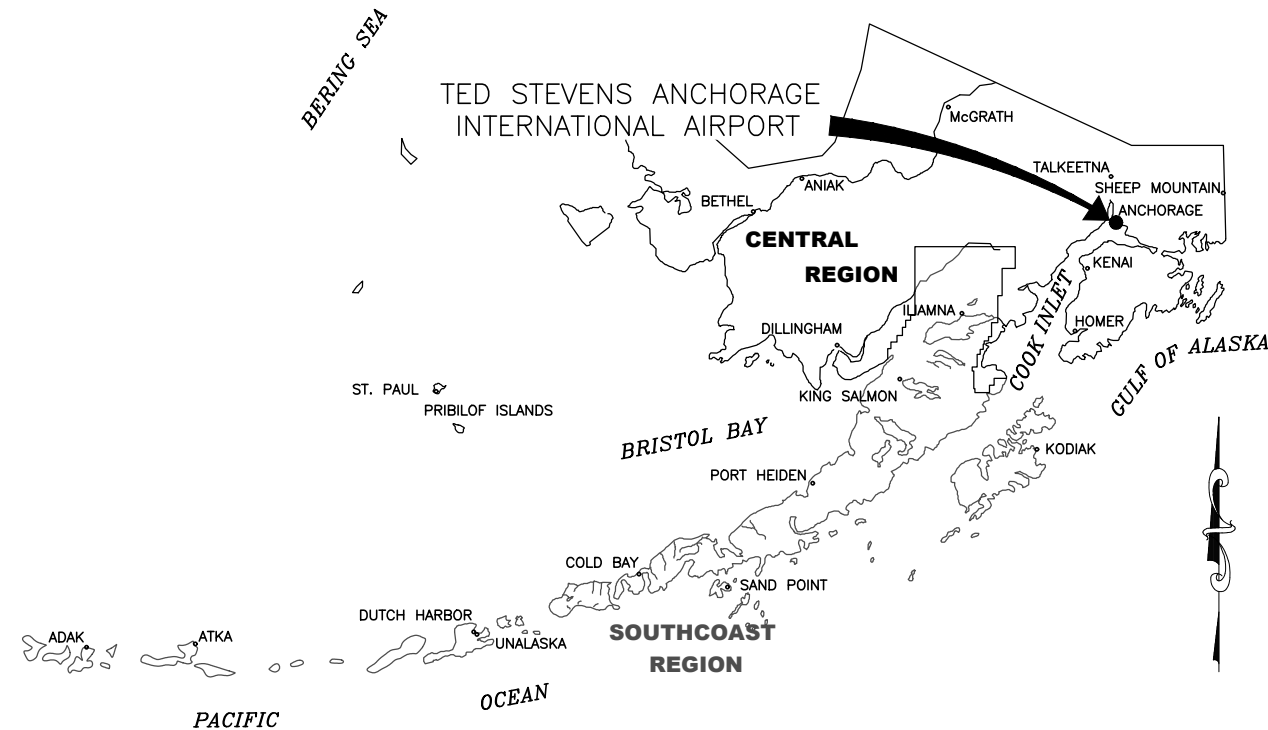 BERING SEA
TED STEVENS ANCHORAGE
INTERNATIONAL AIRPORT
McGRATH
TALKEETNA
SHEEP MOUNTAIN
ANIAK
BETHEL
ANCHORAGE
CENTRAL
REGION
KENAI
ILIAMNA
COOK INLET
HOMER
DILLINGHAM
GULF OF ALASKA
ST. PAUL
KING SALMON
PRIBILOF ISLANDS
BRISTOL BAY
KODIAK
PORT HEIDEN
COLD BAY
SAND POINT
DUTCH HARBOR
SOUTHCOAST
REGION
ADAK
ATKA
UNALASKA
OCEAN
PACIFIC